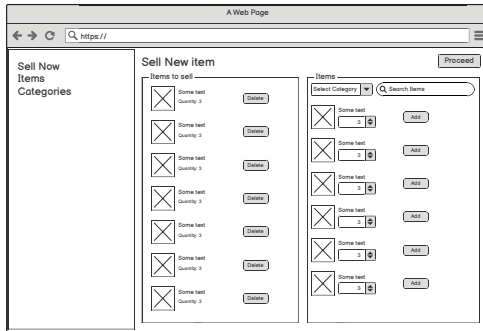 A Web Page
https://
Sell Now
Items
Categories
Sell New item
Proceed
Items to sell
Some text
Quantity: 3
Delete
Some text
Quantity: 3
Delete
Some text
Quantity: 3
Delete
Some text
Quantity: 3
Delete
Some text
Quantity: 3
Delete
Some text
Quantity: 3
Delete
Some text
Quantity: 3
Delete
Items
Select Category
Search Items
Some text
3
Add
Some text
3
Add
Some text
3
Add
Some text
3
Add
Some text
3
Add
Some text
3
Add